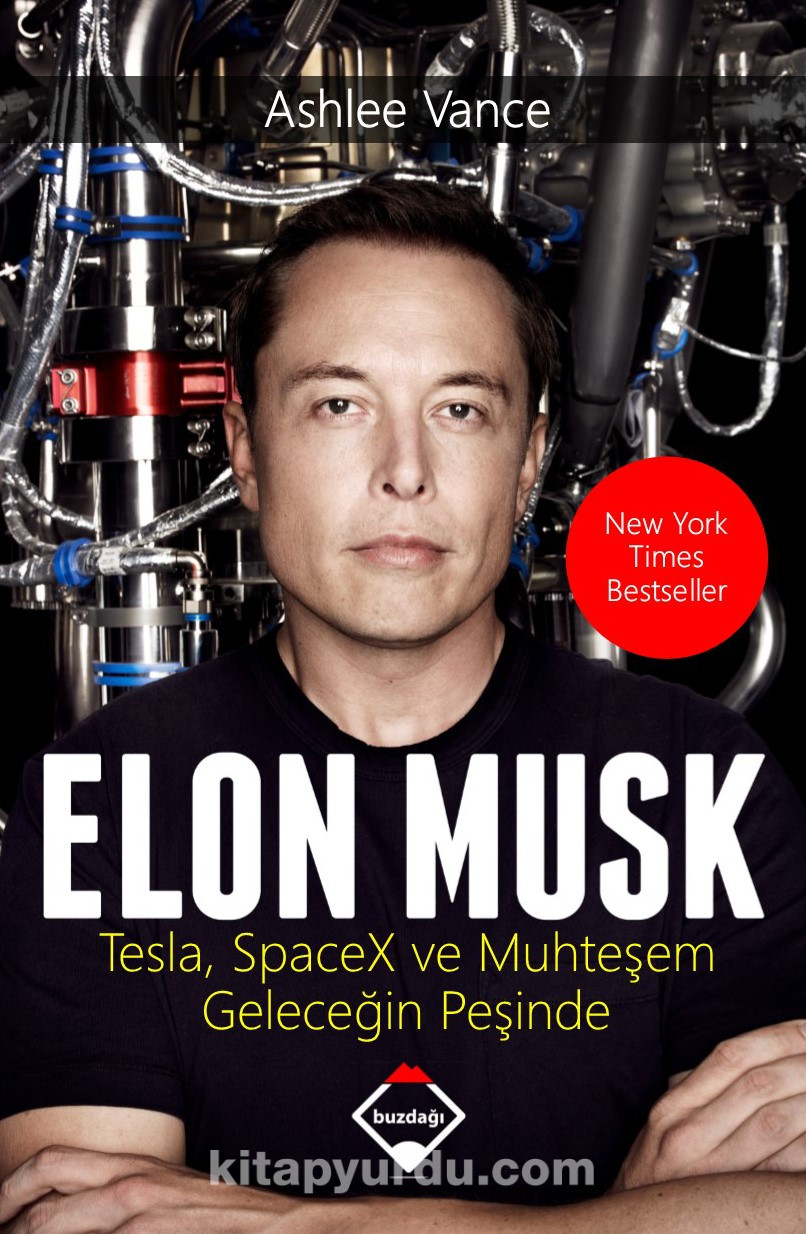 Ashlee Vance
New York
Times
Bestseller
ELON MUSK
Tesla, SpaceX ve Muhteşem
Geleceğin Peşinde
buzdağı
kitapyurdu.com